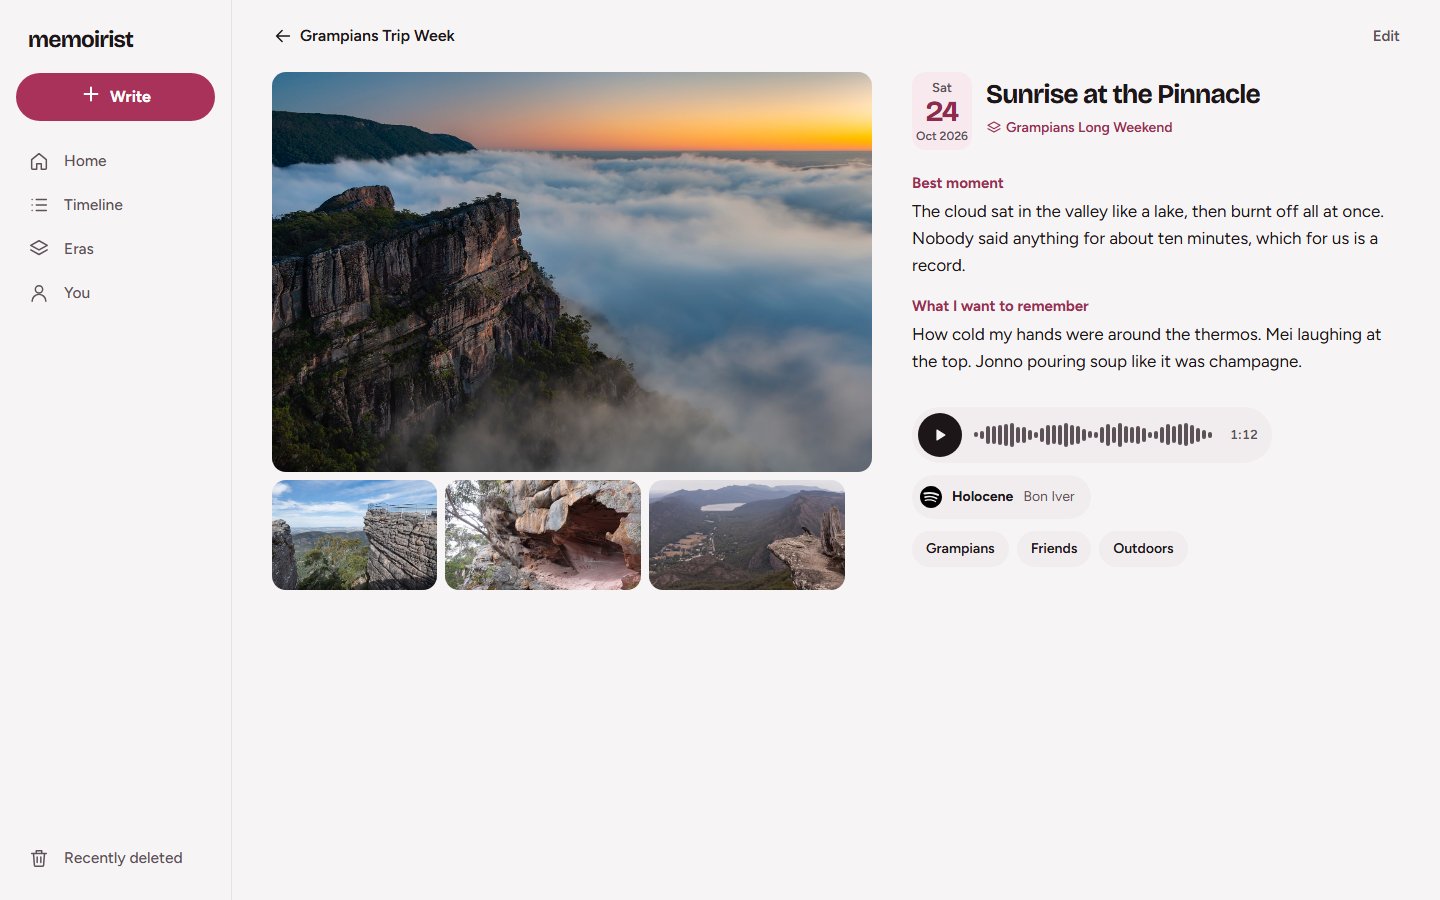 memoirist
Write
Home
Timeline
Eras
You
Recently deleted
Grampians Trip Week
Edit
Sat
24
Oct 2026
Sunrise at the Pinnacle
Grampians Long Weekend
Best moment
The cloud sat in the valley like a lake, then burnt off all at once.
Nobody said anything for about ten minutes, which for us is a
record.
What I want to remember
How cold my hands were around the thermos. Mei laughing at
the top. Jonno pouring soup like it was champagne.
1:12
Holocene Bon Iver
Grampians Friends Outdoors